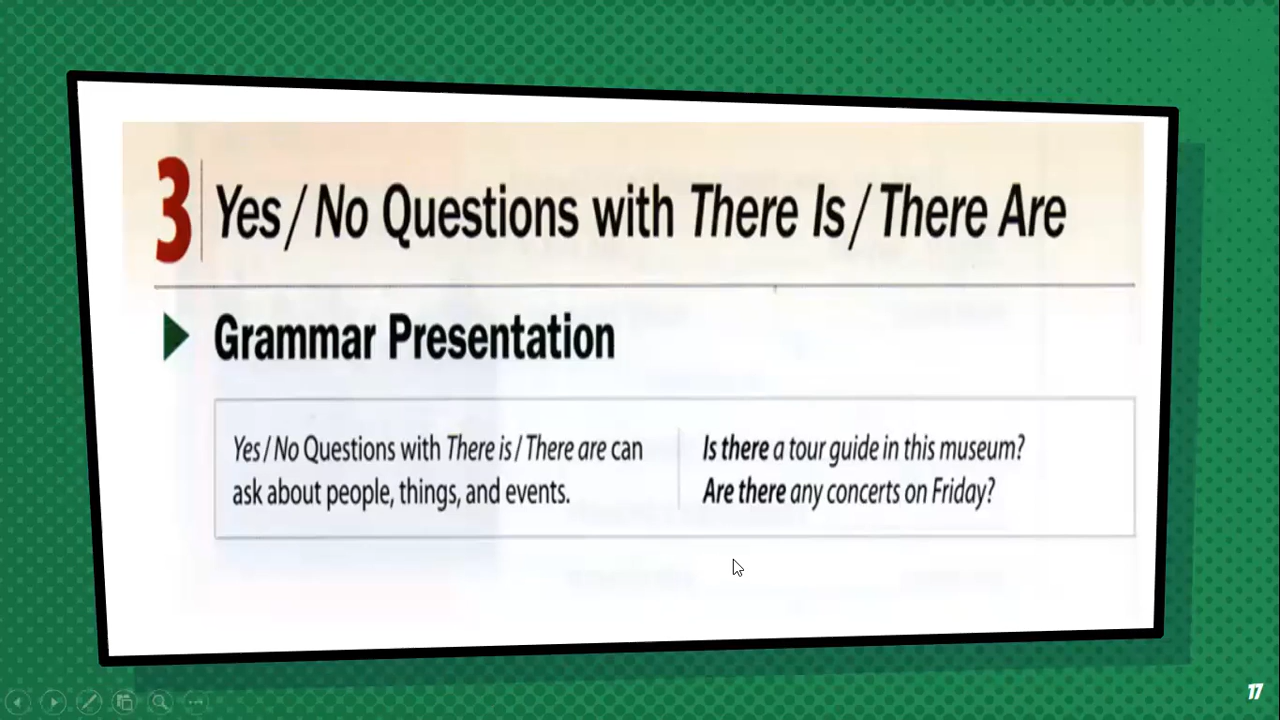 3 Yes / No Questions with There Is / There Are
Grammar Presentation
Yes / No Questions with There is / There are can
ask about people, things, and events.
Is there a tour guide in this museum?
Are there any concerts on Friday?
17